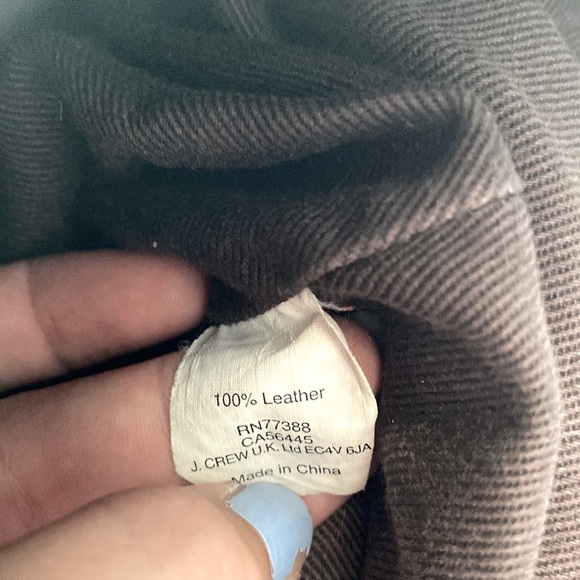 100% Leather
RN77388
CA56445
J. CREW U.K. Ltd EC4V 6JA
Made in China